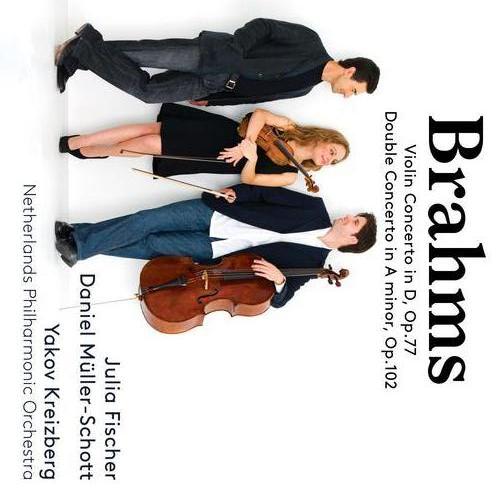 Brahms
Violin Concerto in D, Op.77
Double Concerto in A minor, Op.102
Julia Fischer
Daniel Müller-Schott
Yakov Kreizberg
Netherlands Philharmonic Orchestra